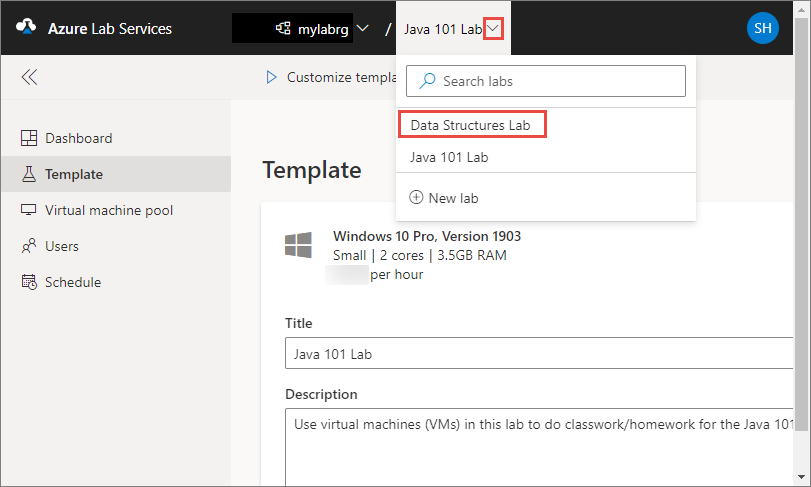 Azure Lab Services
mylabrg
/
Java 101 Lab
SH
Customize templa
Search labs
Data Structures Lab
Java 101 Lab
New lab
Dashboard
Template
Virtual machine pool
Users
Schedule
Template
Windows 10 Pro, Version 1903
Small | 2 cores | 3.5GB RAM
per hour
Title
Java 101 Lab
Description
Use virtual machines (VMs) in this lab to do classwork/homework for the Java 101